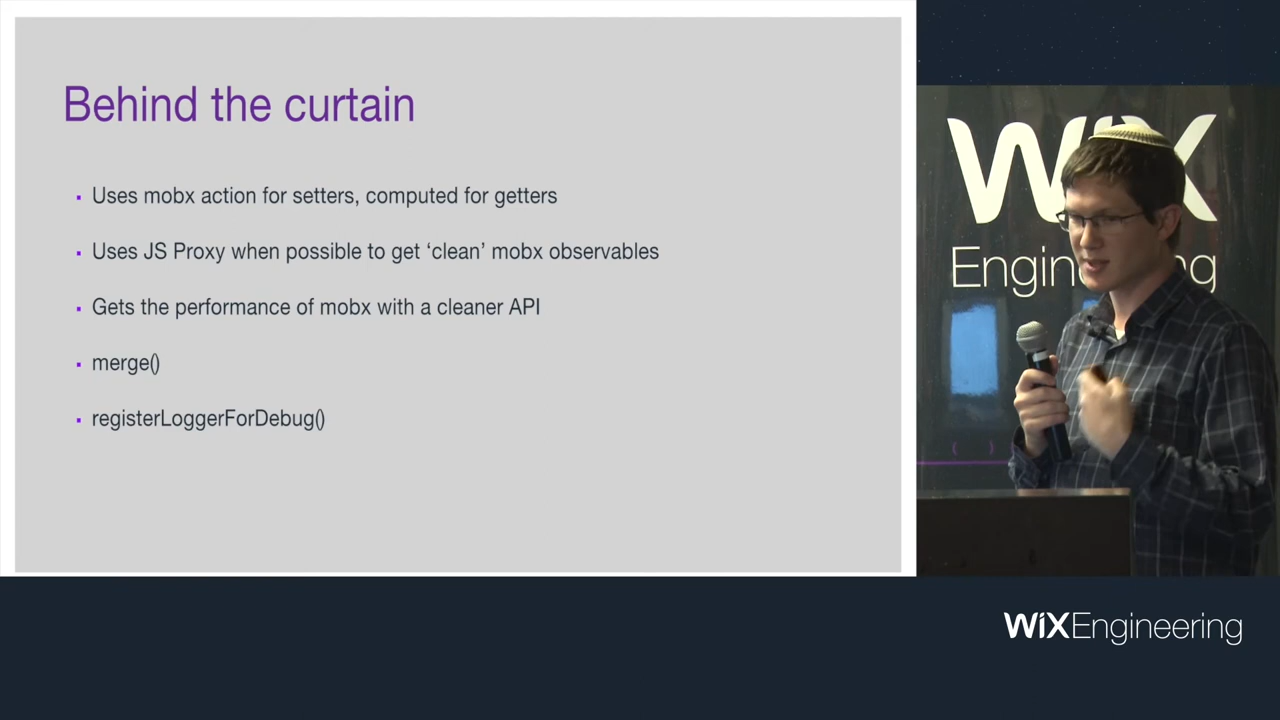 Behind the curtain
Uses mobx action for setters, computed for getters
Uses JS Proxy when possible to get ‘clean’ mobx observables
Gets the performance of mobx with a cleaner API
merge()
registerLoggerForDebug()
WiX
Engineering
( )
WiXEngineering